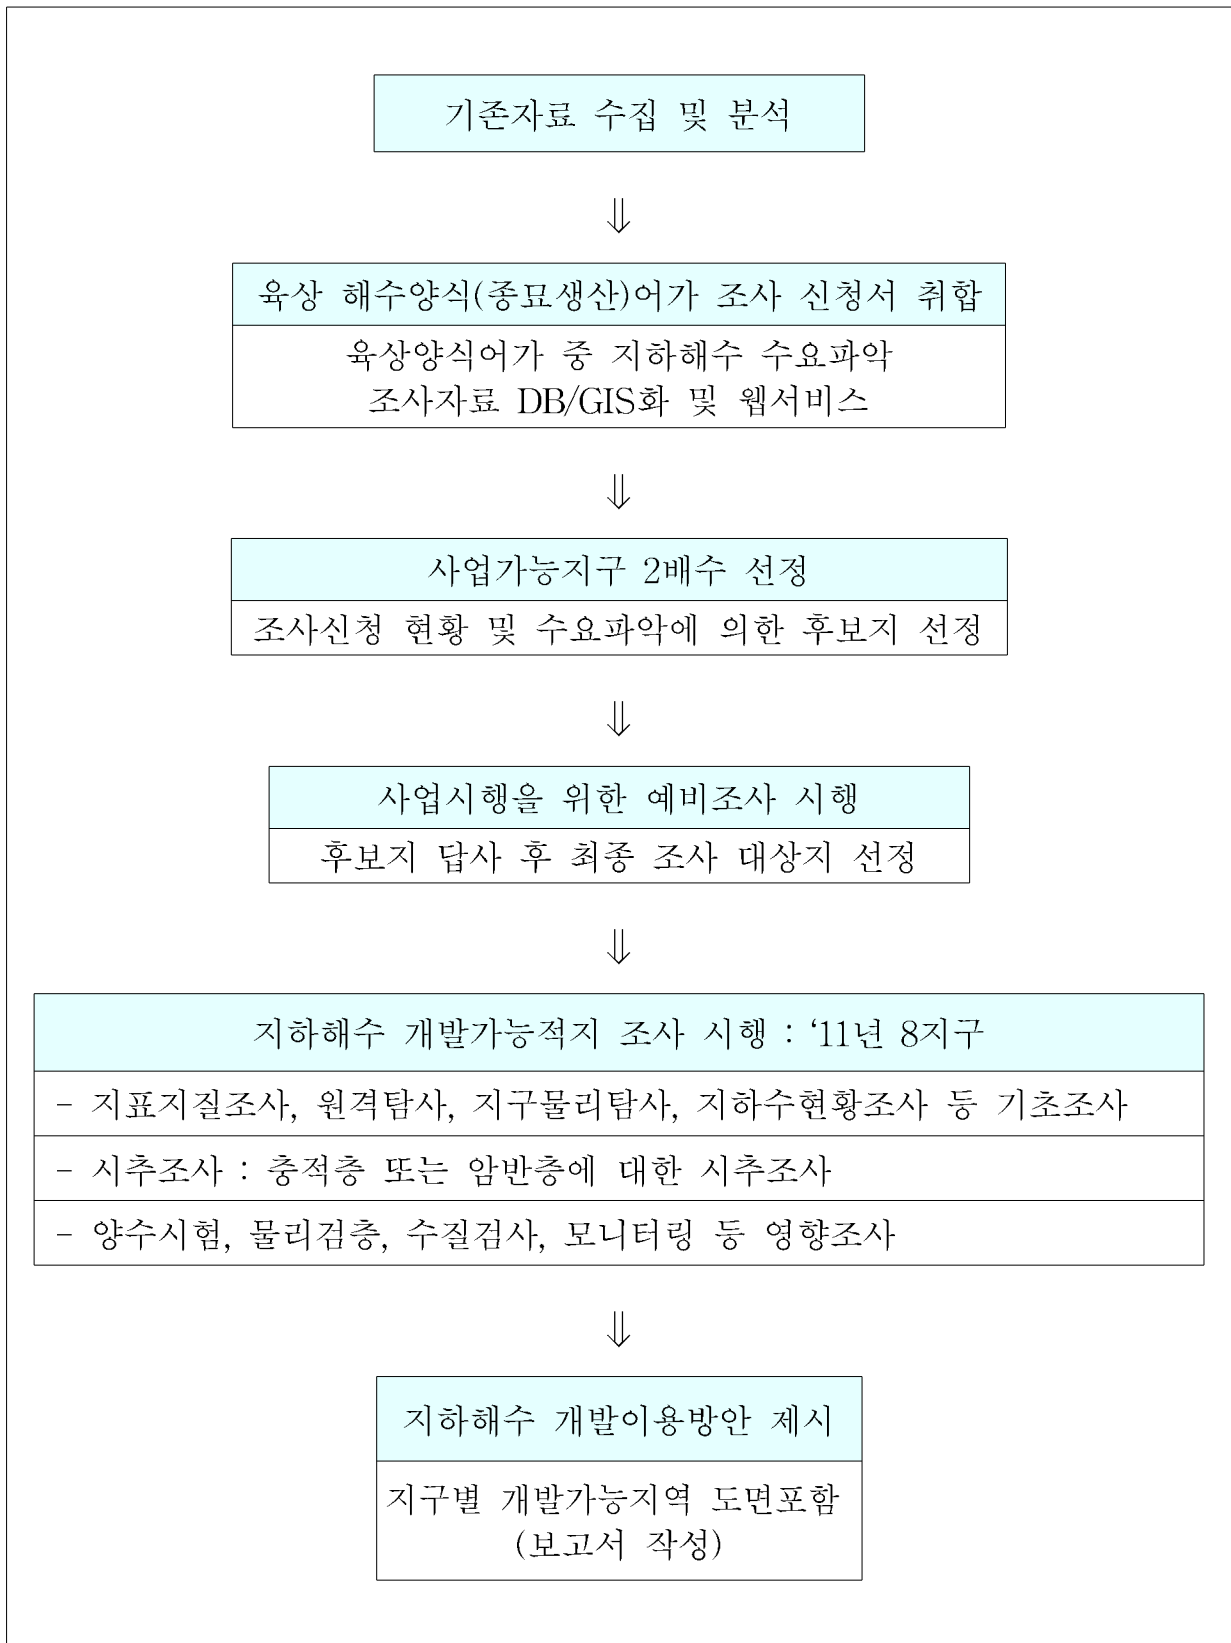 기존자료 수집 및 분석
⇓
육상 해수양식(종묘생산)어가 조사 신청서 취합
육상양식어가 중 지하해수 수요파악
조사자료 DB/GIS화 및 웹서비스
⇓
사업가능지구 2배수 선정
조사신청 현황 및 수요파악에 의한 후보지 선정
⇓
사업시행을 위한 예비조사 시행
후보지 답사 후 최종 조사 대상지 선정
⇓
지하해수 개발가능적지 조사 시행 : ‘11년 8지구
- 지표지질조사, 원격탐사, 지구물리탐사, 지하수현황조사 등 기초조사
- 시추조사 : 충적층 또는 암반층에 대한 시추조사
- 양수시험, 물리검층, 수질검사, 모니터링 등 영향조사
⇓
지하해수 개발이용방안 제시
지구별 개발가능지역 도면포함
(보고서 작성)